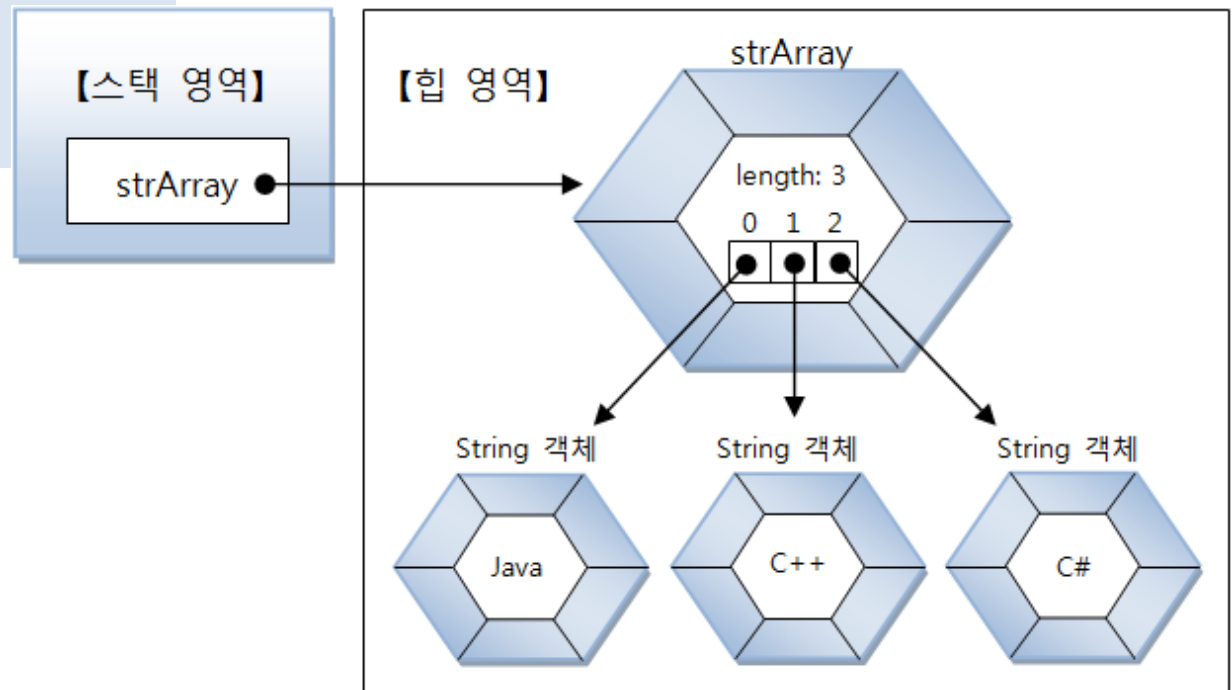 【스택 영역】
strArray
【힙 영역】
strArray
length: 3
0 1 2
String 객체
Java
String 객체
C++
String 객체
C#